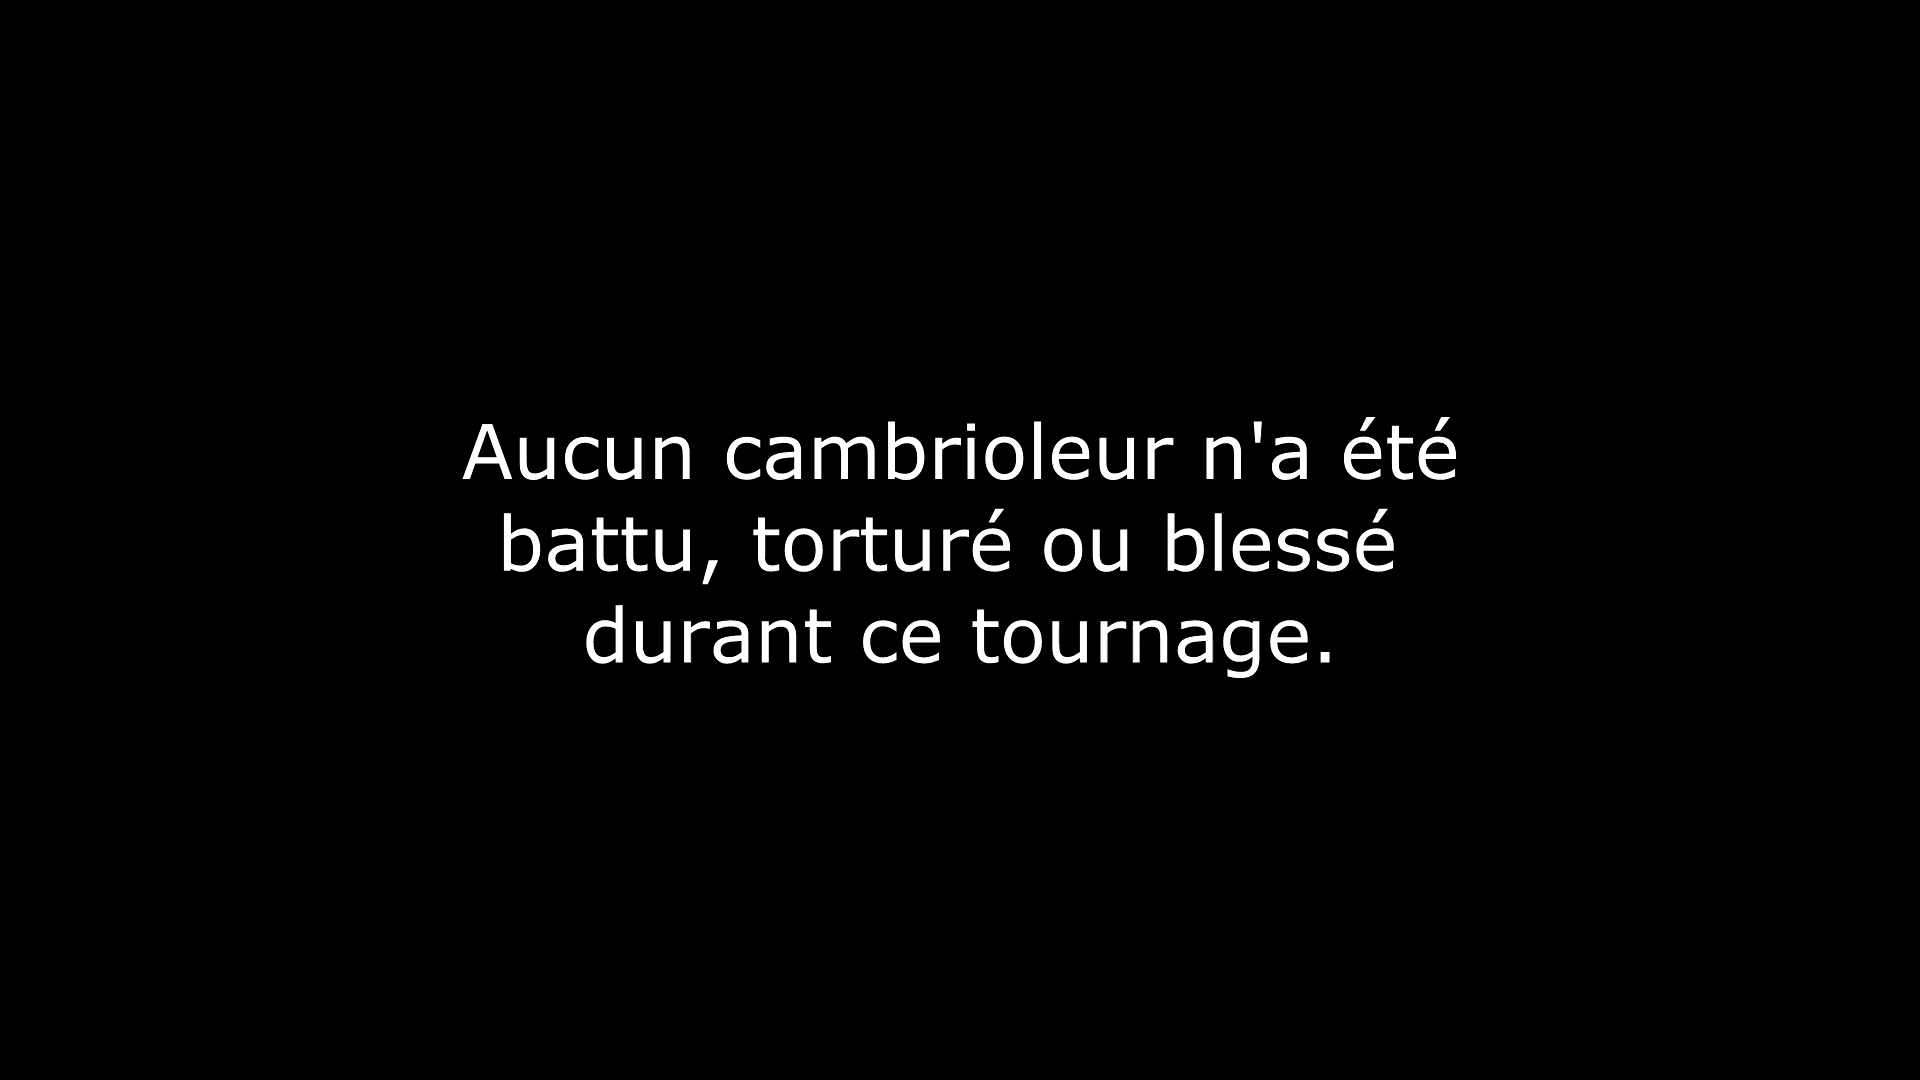 Aucun cambrioleur n'a été
battu, torturé ou blessé
durant ce tournage.